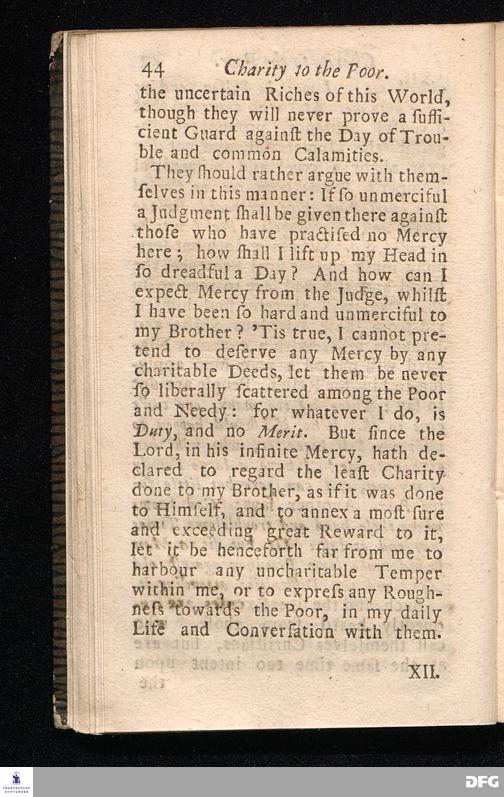 44 Charity to the Poor.
the uncertain Riches of this World,
though they will never prove a ſuffi-
cient Guard againſt the Day of Trou-
ble and common Calamities.
They ſhould rather argue with them-
ſelves in this manner: If ſo unmerciful
a Judgment ſhall be given there againſt
thoſe who have practiſed no Mercy
here; how ſhall I lift up my Head in
ſo dreadful a Day? And how can I
expect Mercy from the Judge, whilſt
I have been ſo hard and unmerciful to
my Brother? 'Tis true, I cannot pre-
tend to deſerve any Mercy by any
charitable Deeds, let them be never
ſo liberally ſcattered among the Poor
and Needy: for whatever I do, is
Duty, and no Merit. But ſince the
Lord, in his infinite Mercy, hath de-
clared to regard the leaſt Charity
done to my Brother, as if it was done
to Himſelf, and to annex a moſt ſure
and exceeding great Reward to it,
let it be henceforth far from me to
harbour any uncharitable Temper
within me, or to expreſs any Rough-
neſs towards the Poor, in my daily
Life and Converſation with them.
XII.
FRANCKESCHE
STIFTUNGEN
DFG